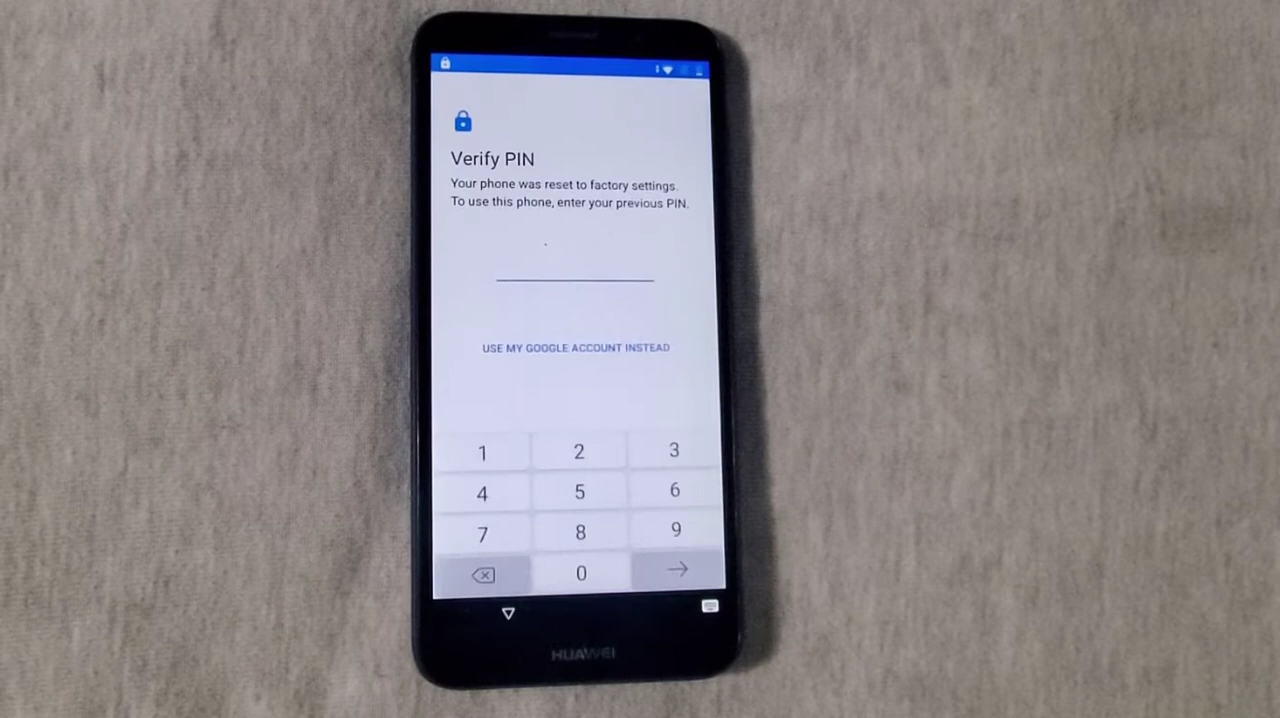 Verify PIN
Your phone was reset to factory settings.
To use this phone, enter your previous PIN.
USE MY GOOGLE ACCOUNT INSTEAD
1 2 3
4 5 6
7 8 9
0
HUAWEI